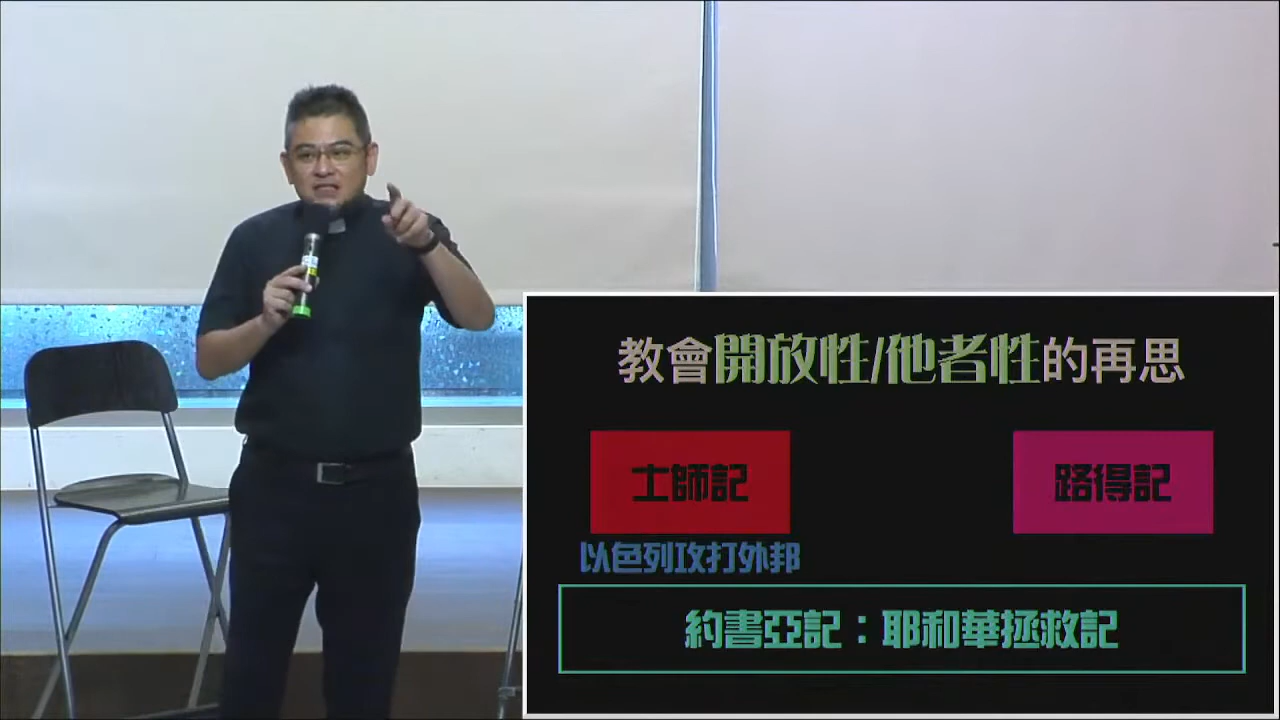 教會開放性/他者性的再思
士師記
路得記
以色列攻打外邦
約書亞記：耶和華拯救記